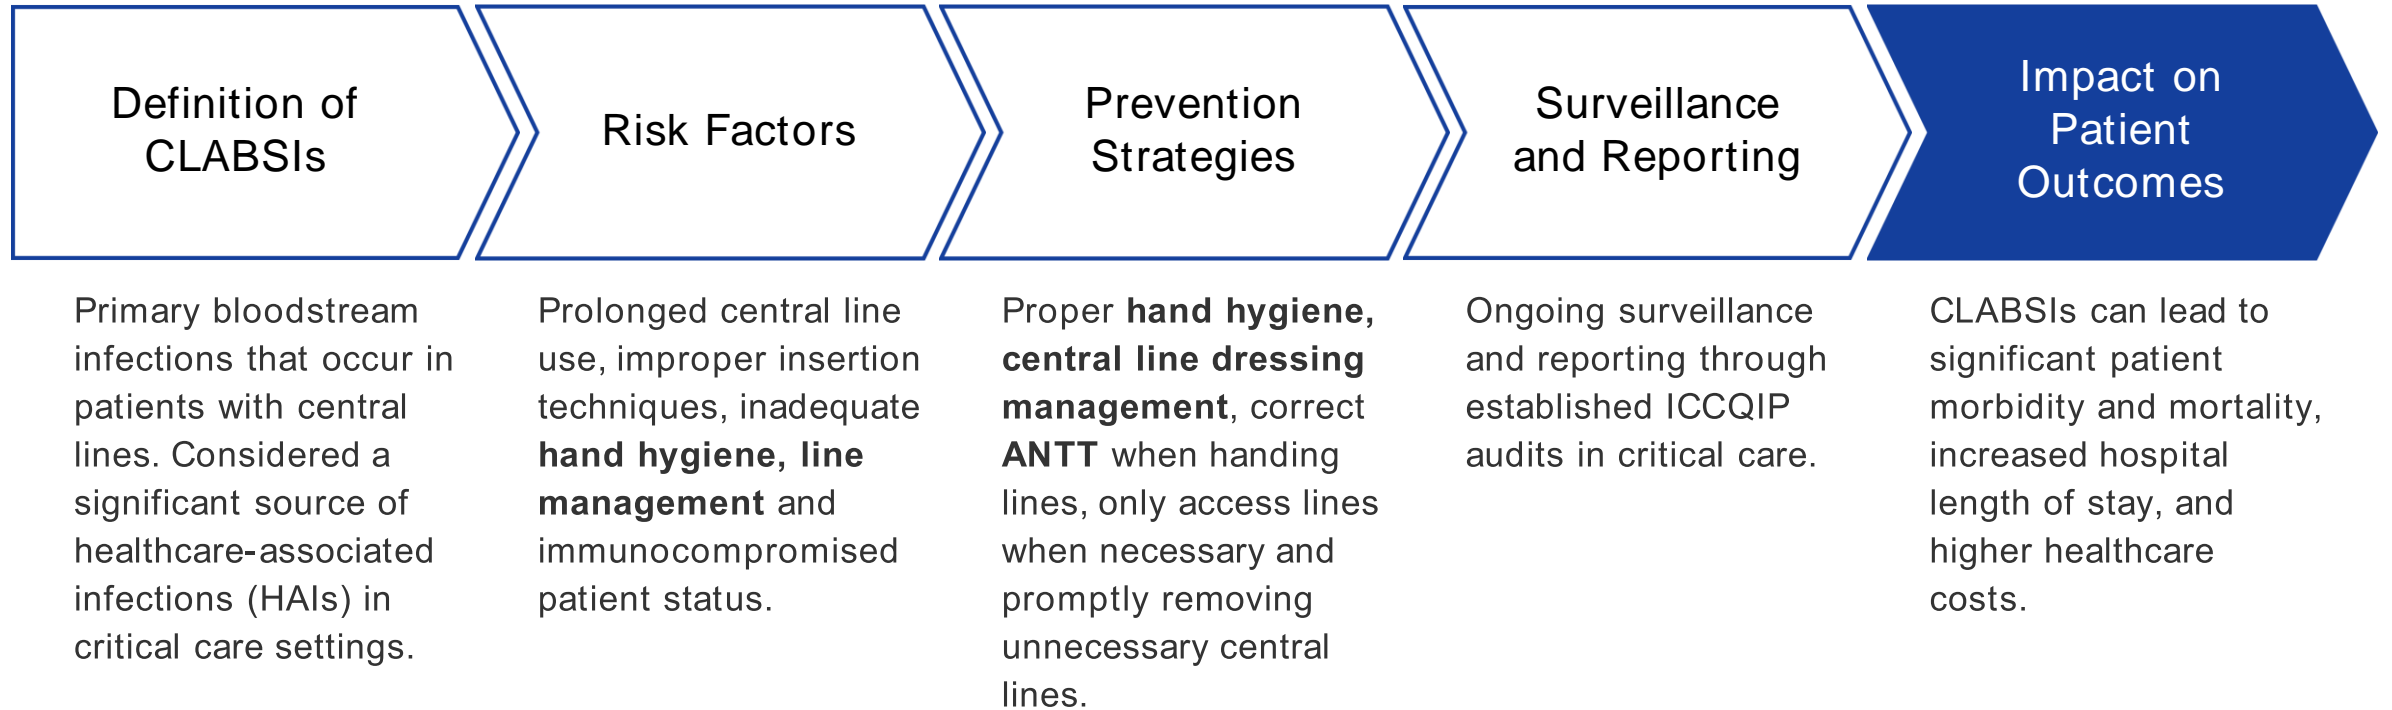 Definition of
CLABSIs
Risk Factors
Prevention
Strategies
Surveillance
and Reporting
Impact on
Patient
Outcomes
Primary bloodstream
infections that occur in
patients with central
lines. Considered a
significant source of
healthcare-associated
infections (HAIs) in
critical care settings.
Prolonged central line
use, improper insertion
techniques, inadequate
hand hygiene, line
management and
immunocompromised
patient status.
Proper hand hygiene,
central line dressing
management, correct
ANTT when handing
lines, only access lines
when necessary and
promptly removing
unnecessary central
lines.
Ongoing surveillance
and reporting through
established ICCQIP
audits in critical care.
CLABSIs can lead to
significant patient
morbidity and mortality,
increased hospital
length of stay, and
higher healthcare
costs.